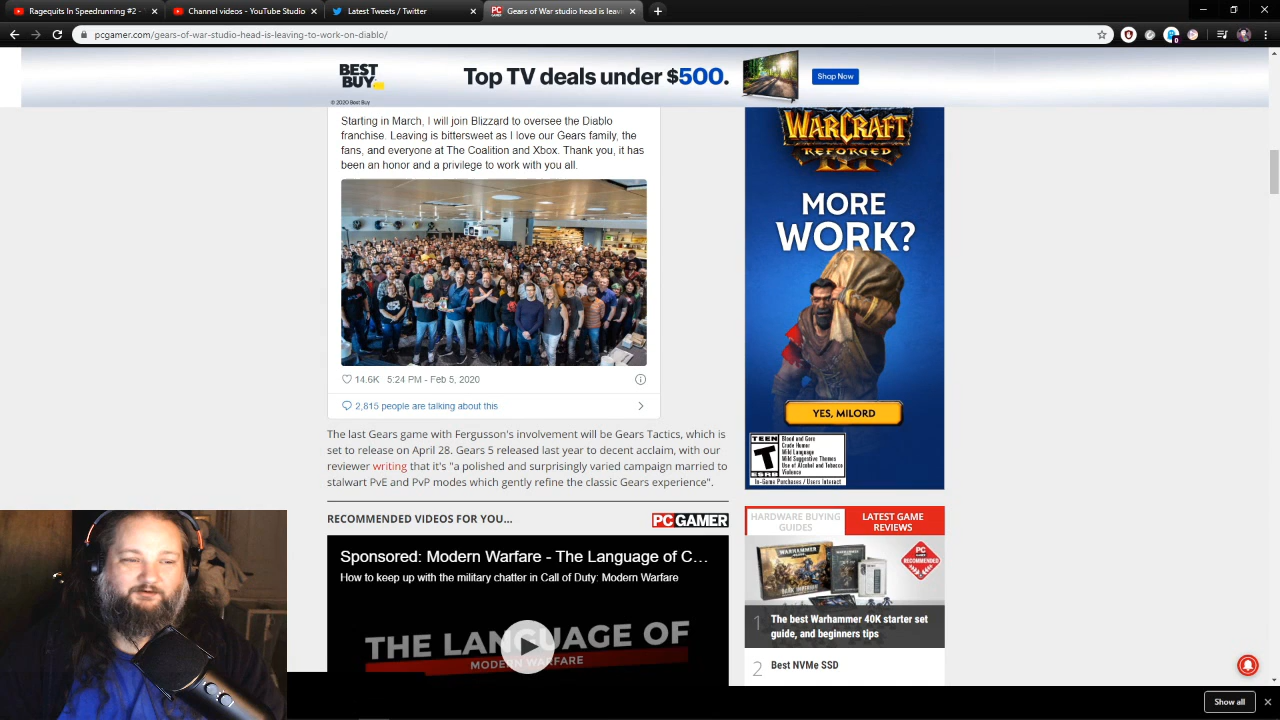 Ragequits In Speedrunning #2 -
YouTube Studio
(2) Twitter
Gears of War Studio head is leavi
pcgamer.com/gears-of-war-studio-head-is-leaving-to-work-on-diablo/
BEST BUY
© 2020 Best Buy
Top TV deals under $500.
Shop Now
Starting in March, I will join Blizzard to oversee the Diablo
franchise. Leaving is bittersweet as I love our Gears family, the
fans, and everyone at The Coalition and Xbox. Thank you, it has
been an honor and a privilege to work with you all.
14.6K 5:24 PM - Feb 5, 2020
2,815 people are talking about this
The last Gears game with Fergusson's involvement will be Gears Tactics, which is
set to release on April 28. Gears 5 released last year to decent acclaim, with our
reviewer writing that it's "a polished and surprisingly varied campaign married to
stalwart PvE and PvP modes which gently refine the classic Gears experience".
RECOMMENDED VIDEOS FOR YOU...
PC GAMER
Sponsored: Modern Warfare - The Language of C...
How to keep up with the military chatter in Call of Duty: Modern Warfare
THE LANGUAGE OF
MODERN WARFARE
WARCRAFT
REFORGED
III
MORE
WORK?
YES, MILORD
TEEN
T
ESRB
Blood and Gore
Crude Humor
Mild Language
Mild Suggestive Themes
Use of Alcohol and Tobacco
Violence
In-Game Purchases / Users Interact
HARDWARE BUYING
GUIDES
LATEST GAME
REVIEWS
PC GAMER
RECOMMENDED
1 The best Warhammer 40K starter set
guide, and beginners tips
2 Best NVMe SSD
Show all